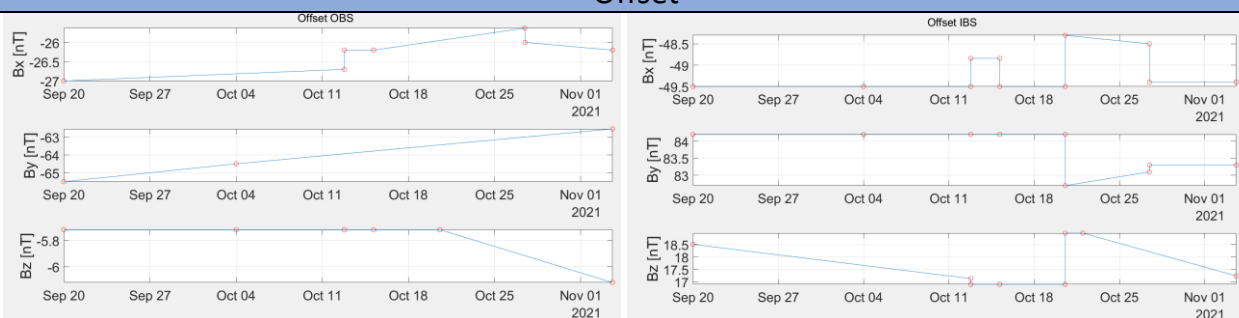 Offset
Offset OBS
Bx [nT]
-26
-26.5
-27
Sep 20 Sep 27 Oct 04 Oct 11 Oct 18 Oct 25 Nov 01
2021
By [nT]
-63
-64
-65
Sep 20 Sep 27 Oct 04 Oct 11 Oct 18 Oct 25 Nov 01
2021
Bz [nT]
-5.8
-6
Sep 20 Sep 27 Oct 04 Oct 11 Oct 18 Oct 25 Nov 01
2021
Offset IBS
Bx [nT]
-48.5
-49
-49.5
Sep 20 Sep 27 Oct 04 Oct 11 Oct 18 Oct 25 Nov 01
2021
By [nT]
84
83.5
83
Sep 20 Sep 27 Oct 04 Oct 11 Oct 18 Oct 25 Nov 01
2021
Bz [nT]
18.5
18
17.5
17
Sep 20 Sep 27 Oct 04 Oct 11 Oct 18 Oct 25 Nov 01
2021